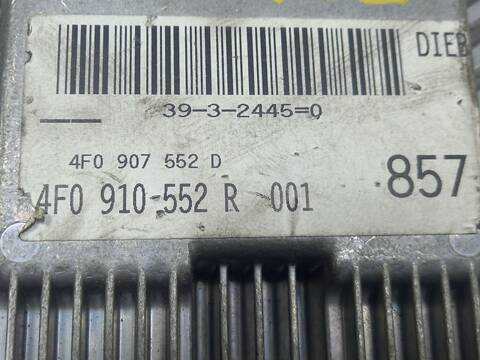 DIEB
39-3-2445=0
4F0 907 552 D
4F0 910-552 R 001
857